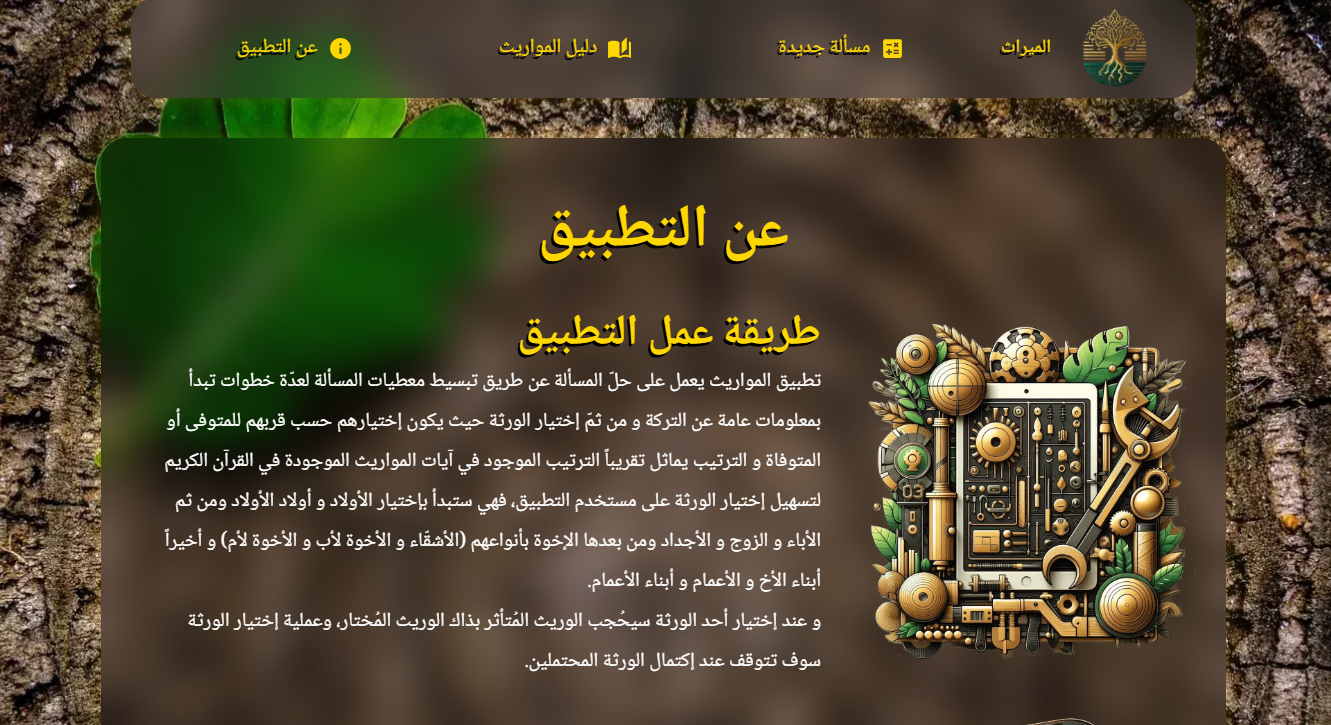 الميراث
مسألة جديدة
دليل المواريث
عن التطبيق
عن التطبيق
طريقة عمل التطبيق
تطبيق المواريث يعمل على حلّ المسألة عن طريق تبسيط معطيات المسألة لعدّة خطوات تبدأ
بمعلومات عامة عن التركة و من ثمّ إختيار الورثة حيث يكون إختيارهم حسب قربهم للمتوفى أو
المتوفاة و الترتيب يماثل تقريباً الترتيب الموجود في آيات المواريث الموجودة في القرآن الكريم
لتسهيل إختيار الورثة على مستخدم التطبيق، فهي ستبدأ بإختيار الأولاد و أولاد الأولاد ومن ثم
الأباء و الزوج و الأجداد ومن بعدها الإخوة بأنواعهم (الأشقّاء و الأخوة لأب و الأخوة لأم) و أخيراً
أبناء الأخ و الأعمام و أبناء الأعمام.
و عند إختيار أحد الورثة سيحُجب الوريث المُتأثر بذاك الوريث المُختار، وعملية إختيار الورثة
سوف تتوقف عند إكتمال الورثة المحتملين.
03